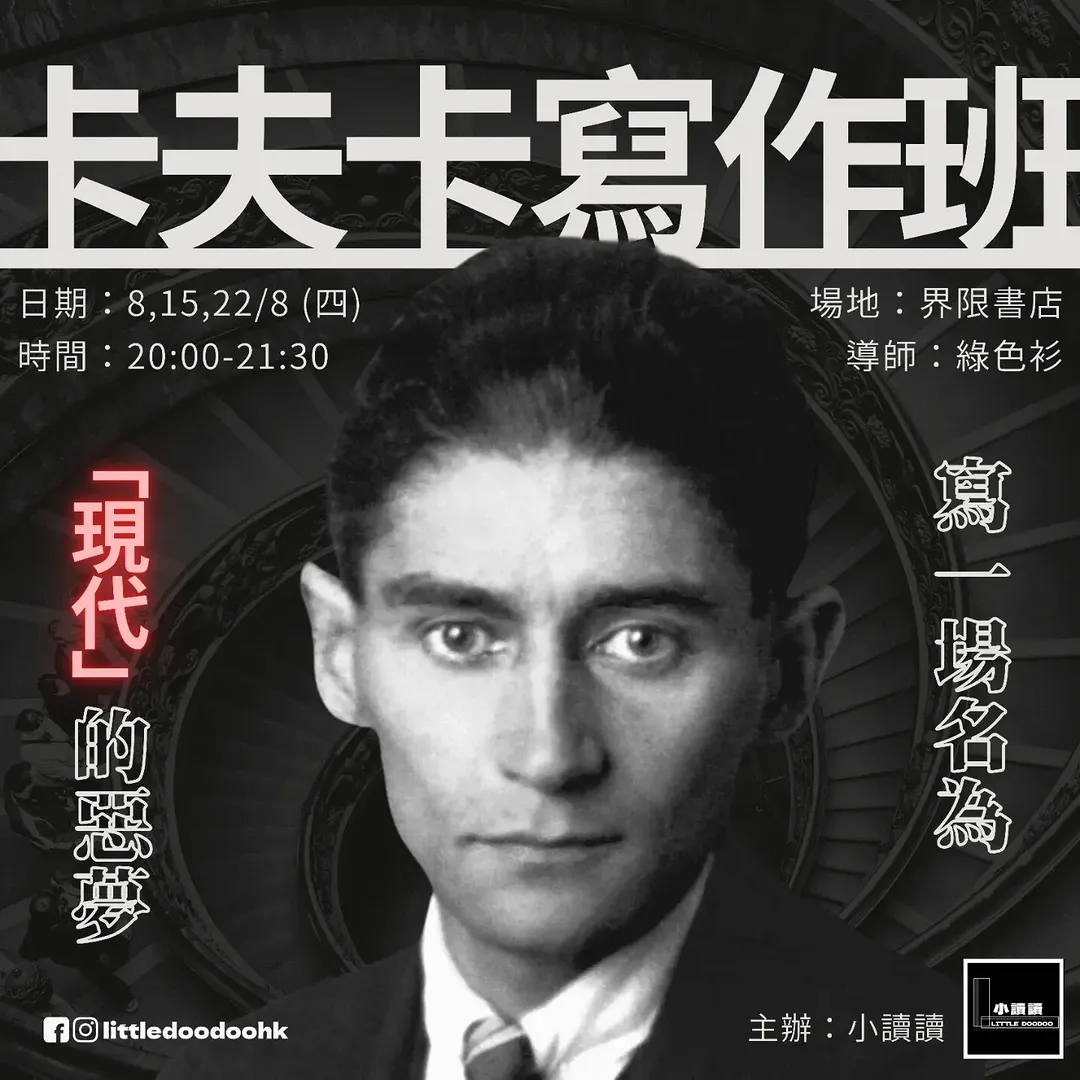 卡夫卡寫作班
日期：8,15,22/8 (四)
時間：20:00-21:30
場地：界限書店
導師：綠色衫
寫一場名為
「現代」的惡夢
littledoodoohk
主辦：小讀讀
小讀讀
LITTLE DOODOO